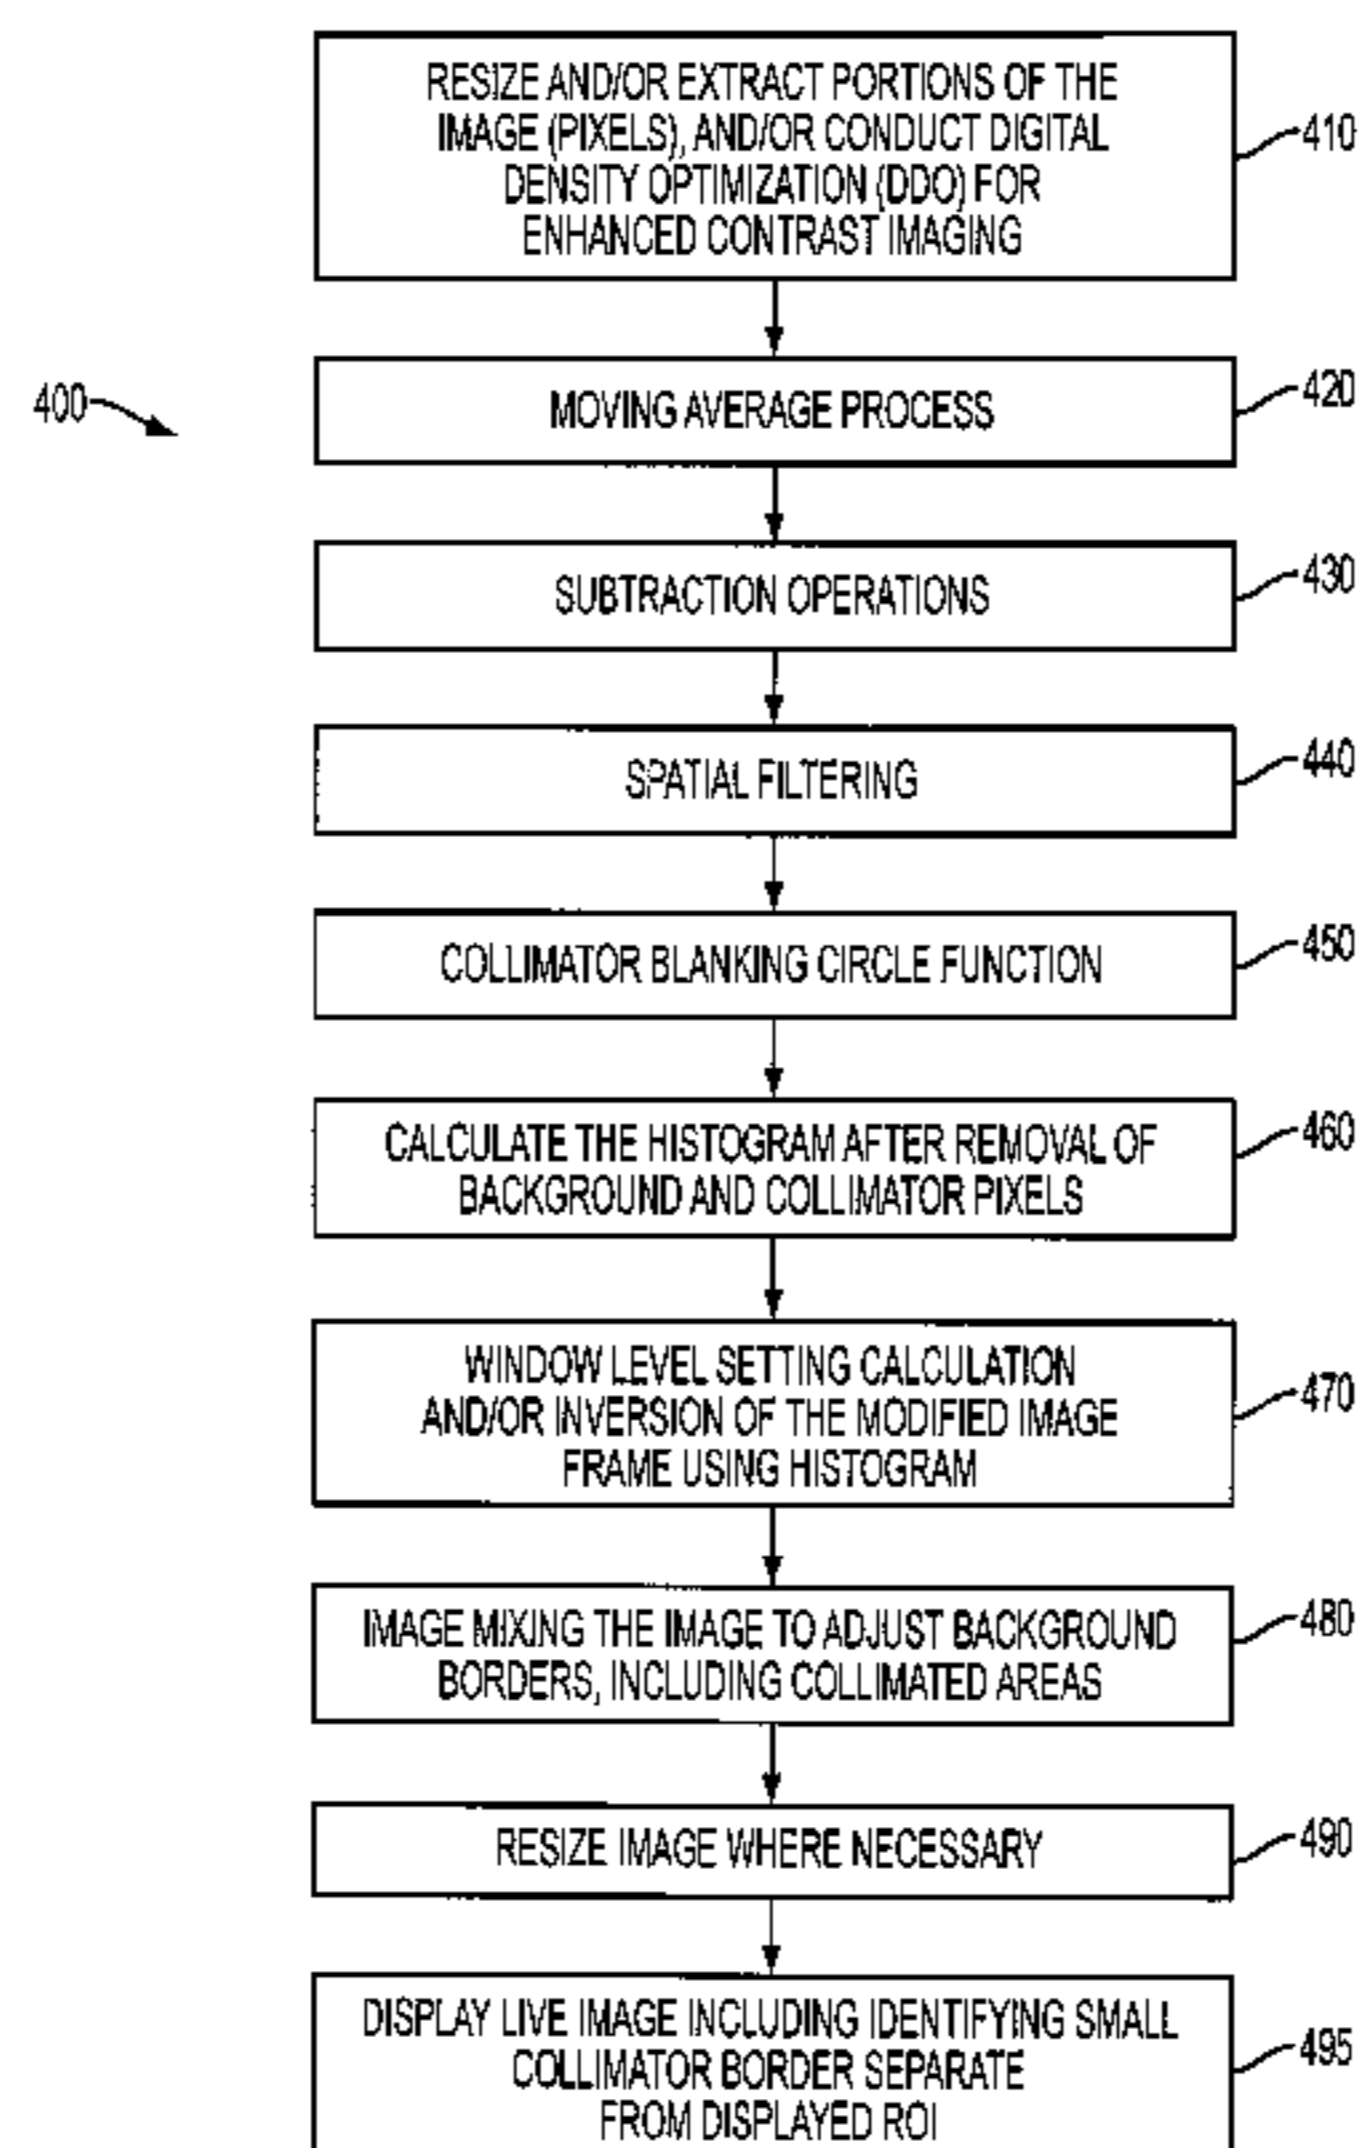 RESIZE AND/OR EXTRACT PORTIONS OF THE
IMAGE (PIXELS), AND/OR CONDUCT DIGITAL
DENSITY OPTIMIZATION (DDO) FOR
ENHANCED CONTRAST IMAGING
410
400
MOVING AVERAGE PROCESS
420
SUBTRACTION OPERATIONS
430
SPATIAL FILTERING
440
COLLIMATOR BLANKING CIRCLE FUNCTION
450
CALCULATE THE HISTOGRAM AFTER REMOVAL OF
BACKGROUND AND COLLIMATOR PIXELS
460
WINDOW LEVEL SETTING CALCULATION
AND/OR INVERSION OF THE MODIFIED IMAGE
FRAME USING HISTOGRAM
470
IMAGE MIXING THE IMAGE TO ADJUST BACKGROUND
BORDERS, INCLUDING COLLIMATED AREAS
480
RESIZE IMAGE WHERE NECESSARY
490
DISPLAY LIVE IMAGE INCLUDING IDENTIFYING SMALL
COLLIMATOR BORDER SEPARATE
FROM DISPLAYED ROI
495